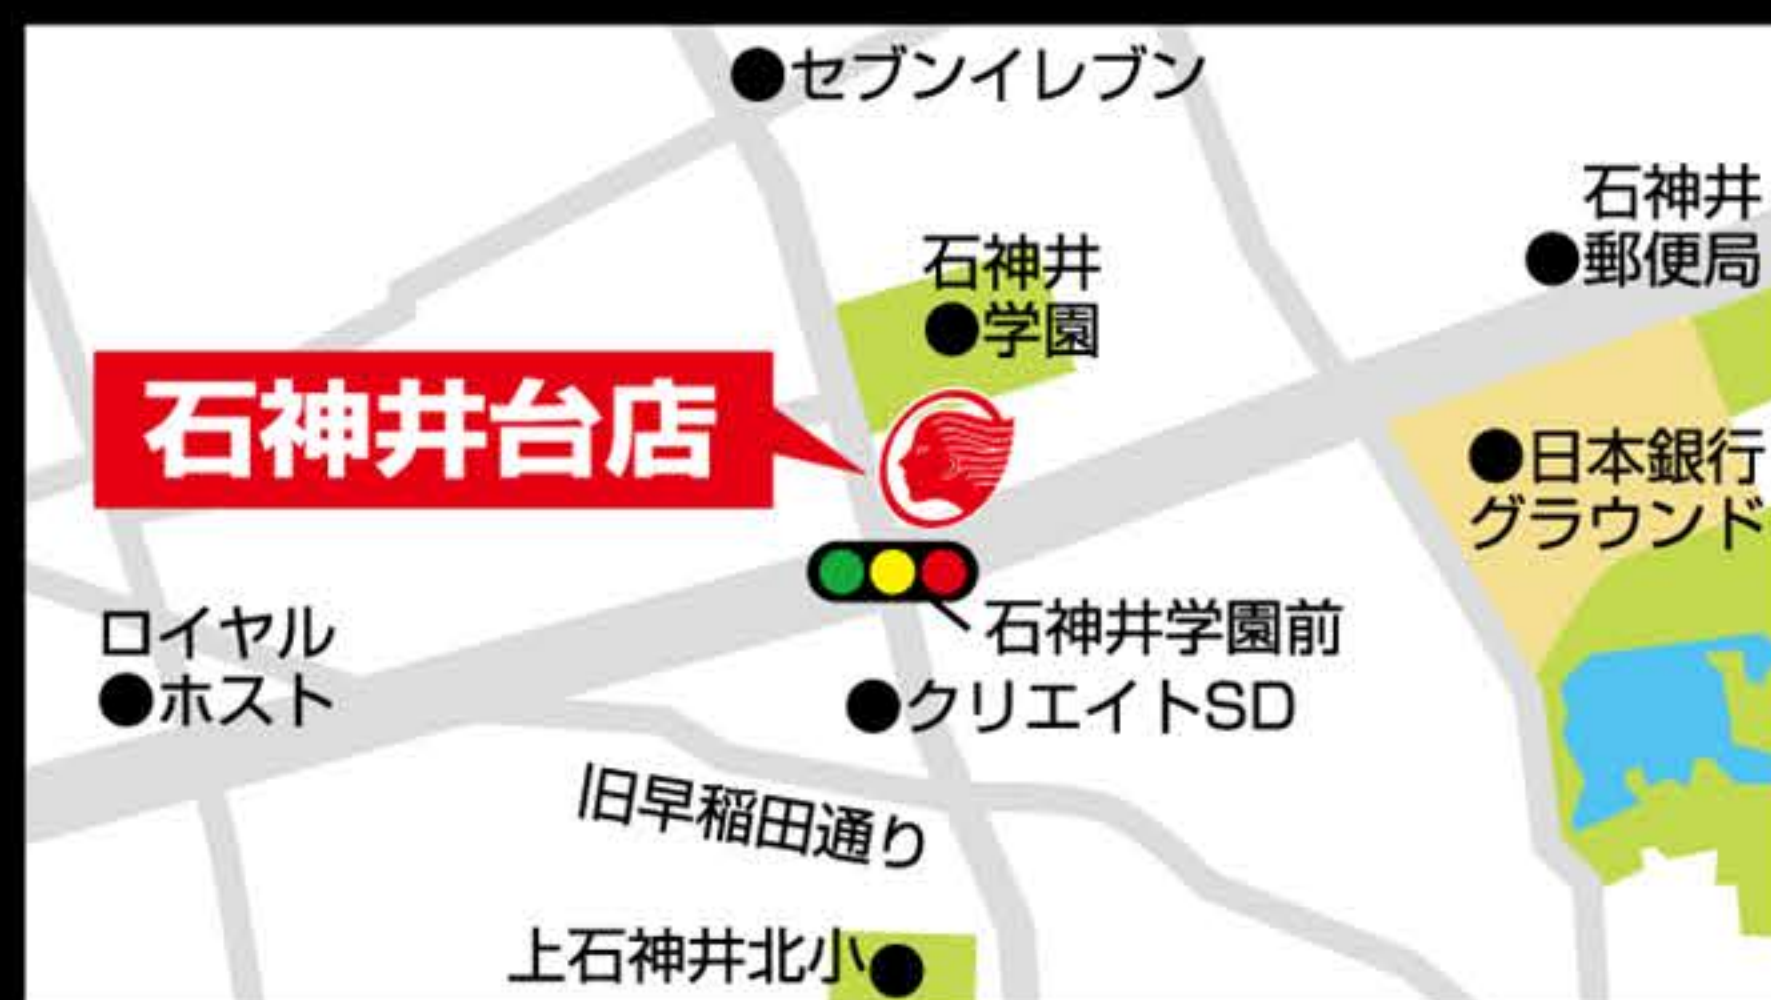 セブンイレブン
石神井
郵便局
石神井
学園
石神井台店
日本銀行
グラウンド
石神井学園前
ロイヤル
ホスト
クリエイトSD
旧早稲田通り
上石神井北小